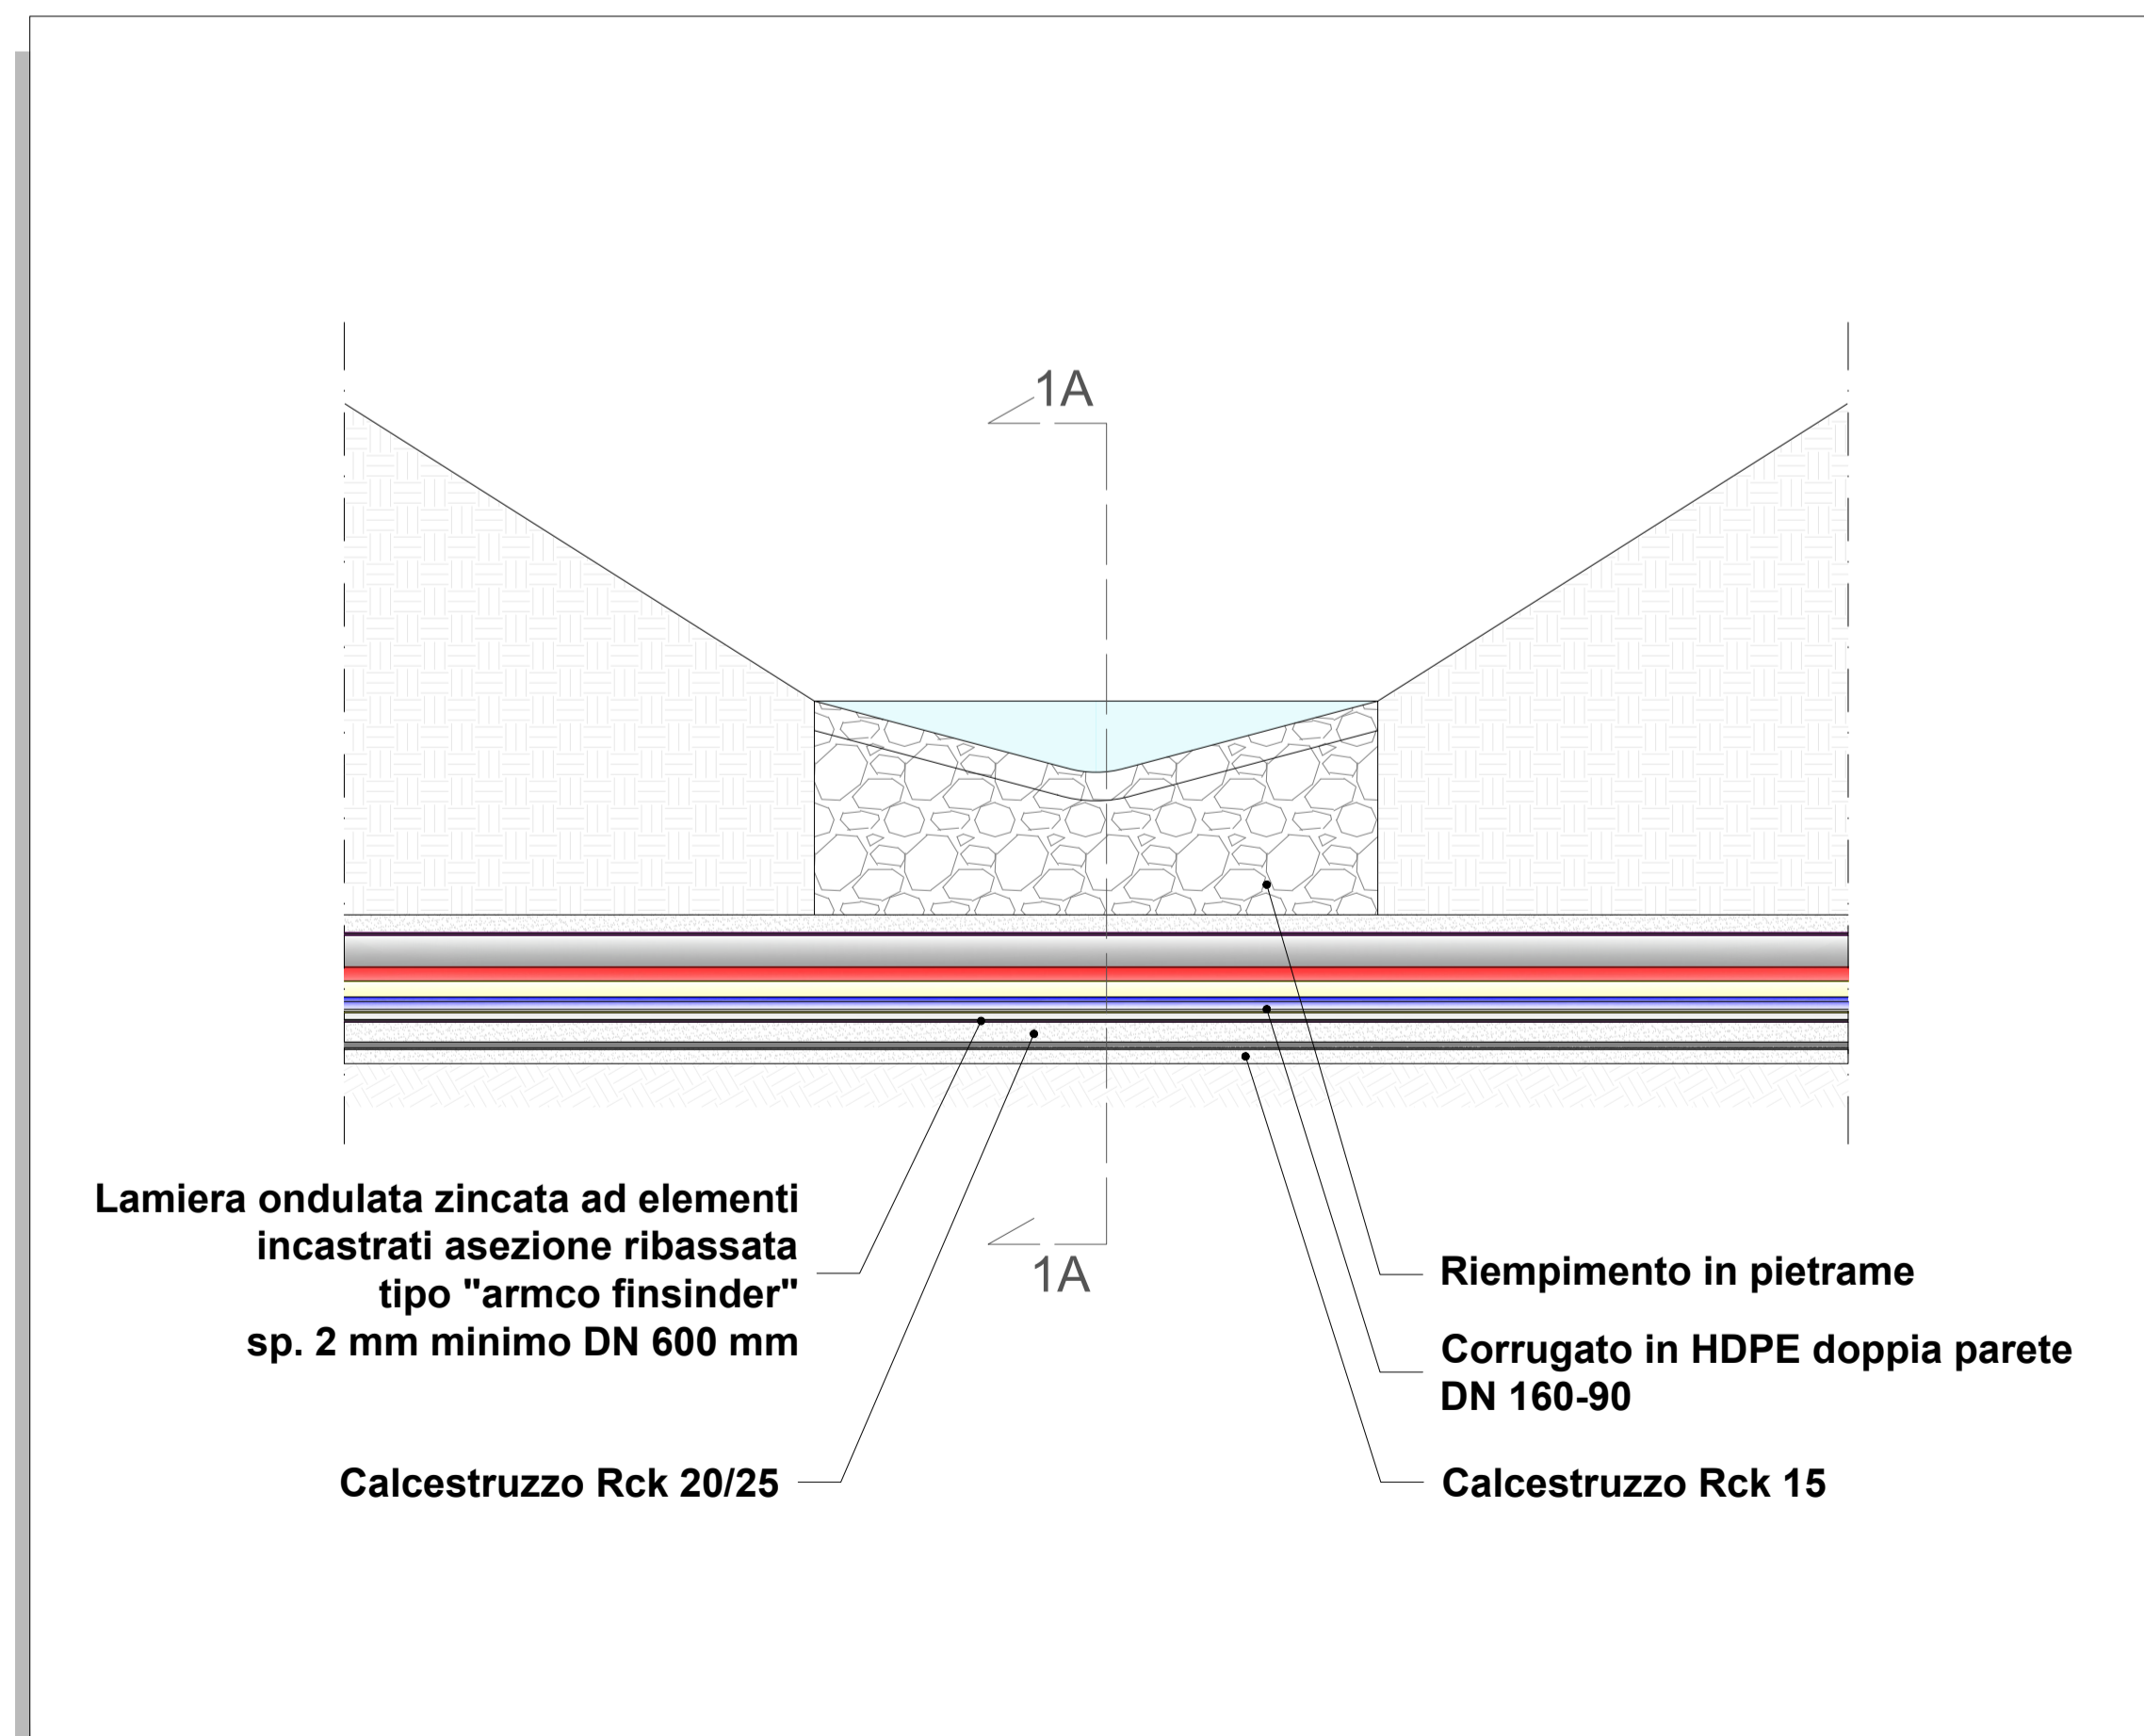 1A
1A
Lamiera ondulata zincata ad elementi
incastrati asezione ribassata
tipo "armco finsinder"
sp. 2 mm minimo DN 600 mm
Calcestruzzo Rck 20/25
Riempimento in pietrame
Corrugato in HDPE doppia parete
DN 160-90
Calcestruzzo Rck 15